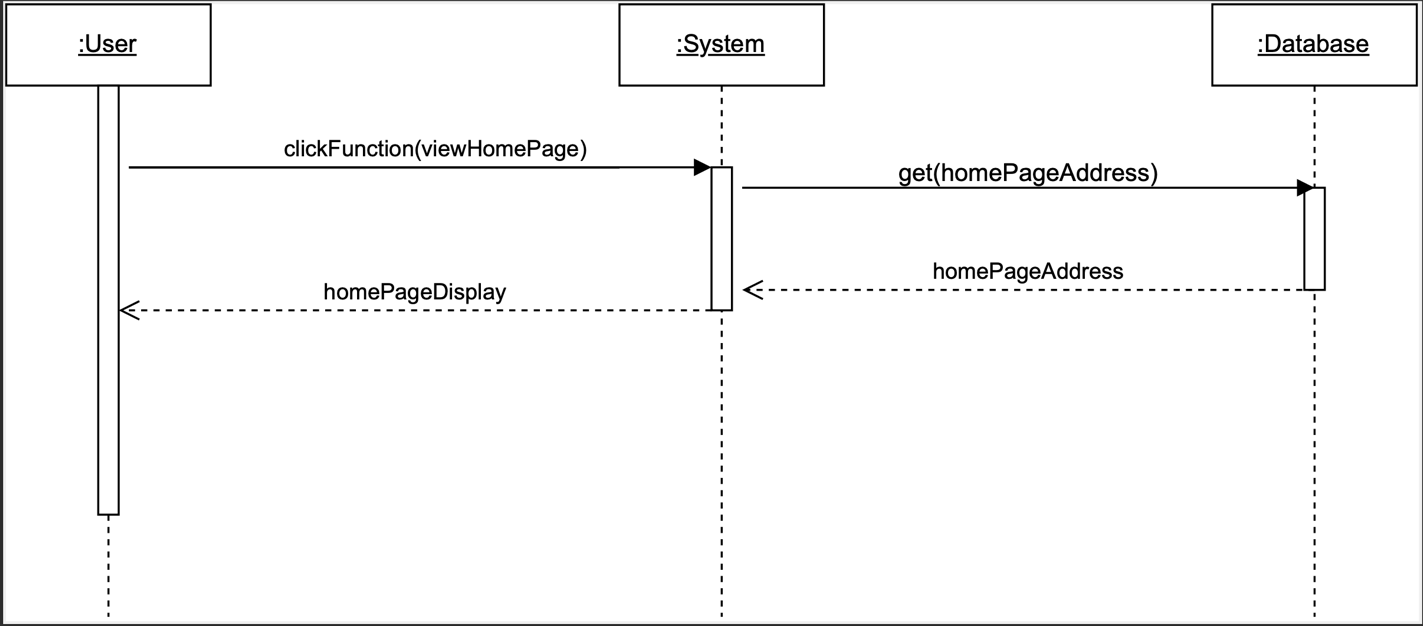 :User
:System
:Database
clickFunction(viewHomePage)
get(homePageAddress)
homePageAddress
homePageDisplay